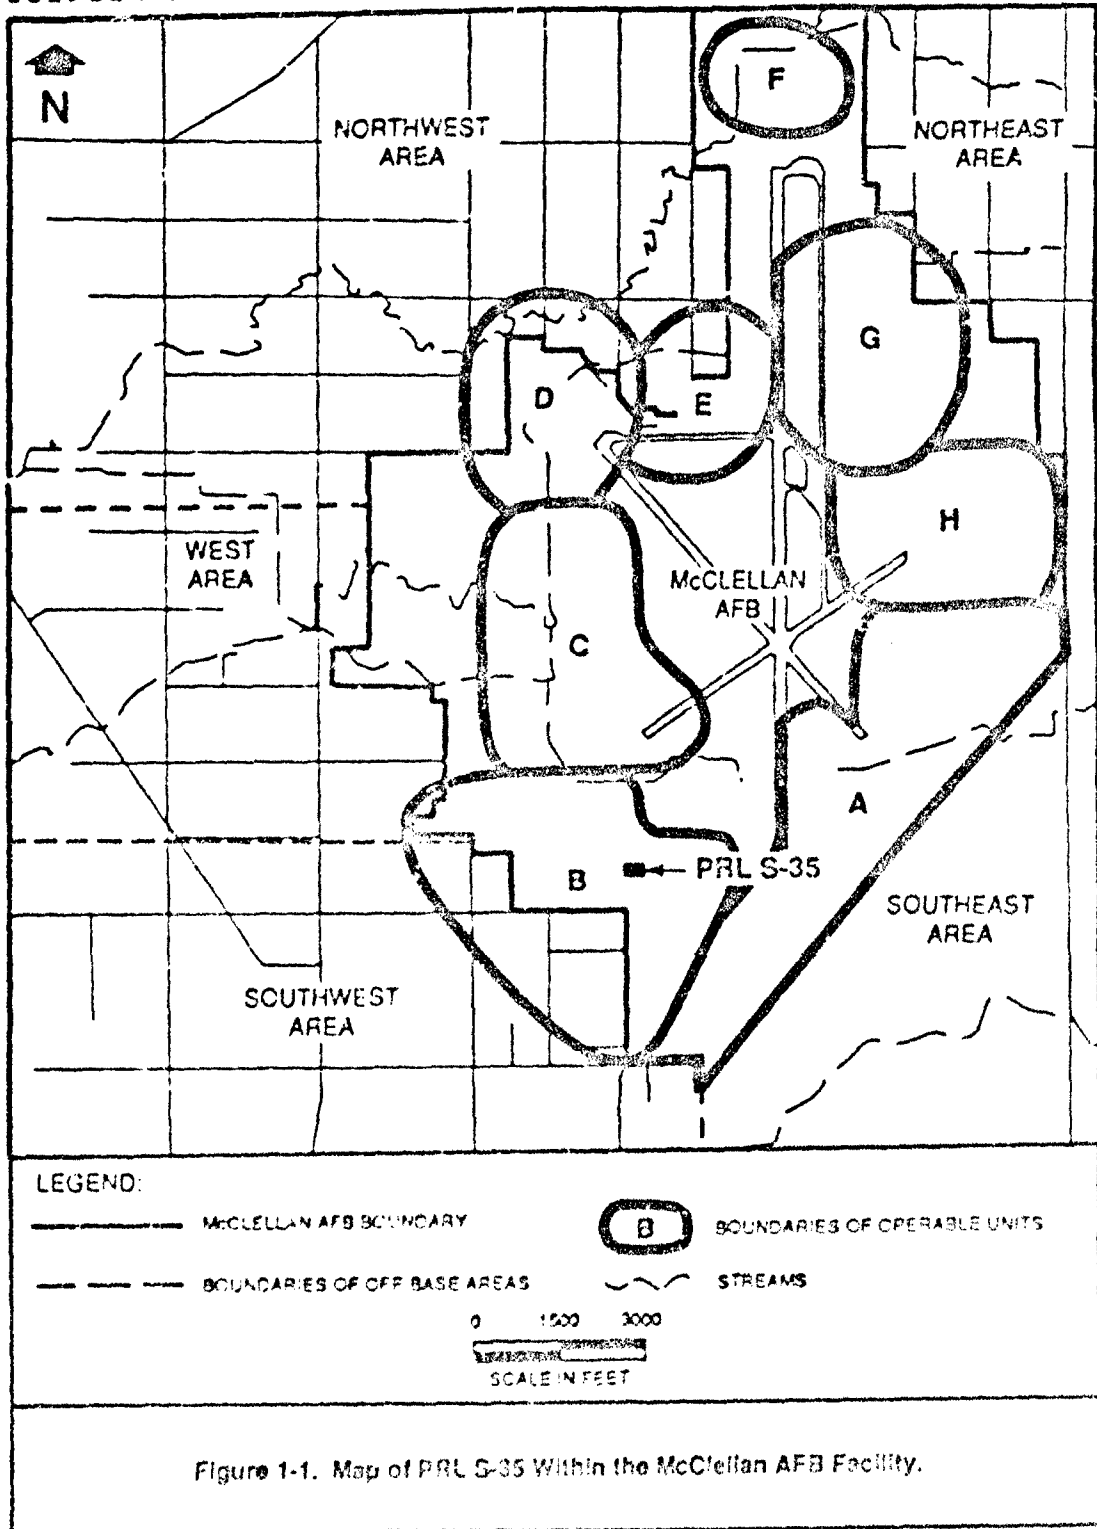 N
F
NORTHWEST
AREA
NORTHEAST
AREA
G
D
E
H
WEST
AREA
McCLELLAN
AFB
C
A
B
PRL S-35
SOUTHEAST
AREA
SOUTHWEST
AREA
LEGEND:
McCLELLAN AFB BOUNDARY
B
BOUNDARIES OF OPERABLE UNITS
BOUNDARIES OF OFF BASE AREAS
STREAMS
0 1500 3000
SCALE IN FEET
Figure 1-1. Map of PRL S-35 Within the McClellan AFB Facility.